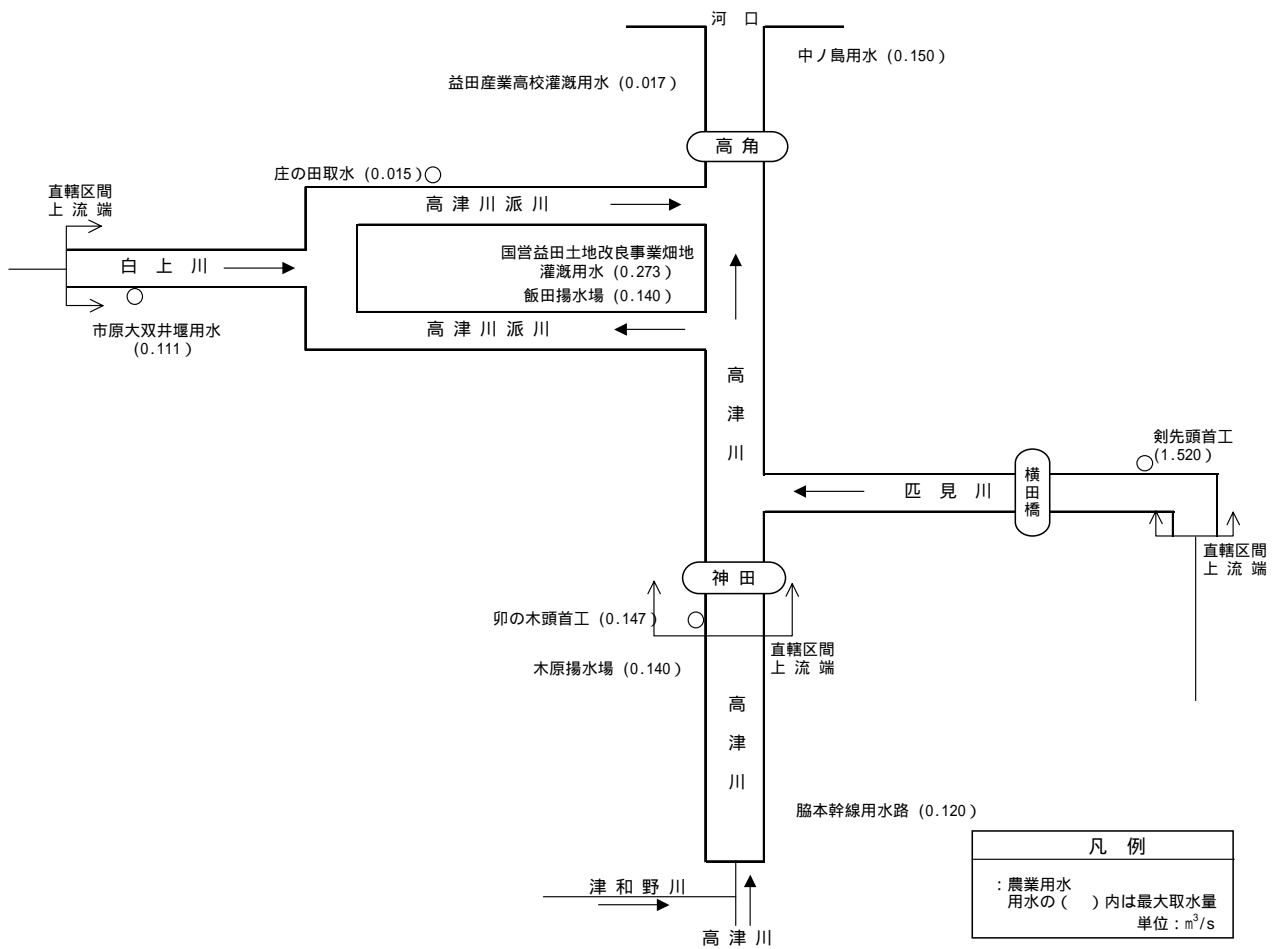 河 口
中ノ島用水 (0.150)
益田産業高校灌漑用水 (0.017)
高角
庄の田取水 (0.015)
直轄区間
上 流 端
高 津 川 派 川
白 上 川
国営益田土地改良事業畑地
灌漑用水 (0.273)
飯田揚水場 (0.140)
市原大双井堰用水
(0.111)
高 津 川 派 川
高津川
剣先頭首工
(1.520)
横田橋
匹 見 川
直轄区間
上 流 端
神田
卯の木頭首工 (0.147)
直轄区間
上 流 端
木原揚水場 (0.140)
高津川
脇本幹線用水路 (0.120)
凡 例
：農業用水
用水の( )内は最大取水量
単位：m³/s
津 和 野 川
高 津 川